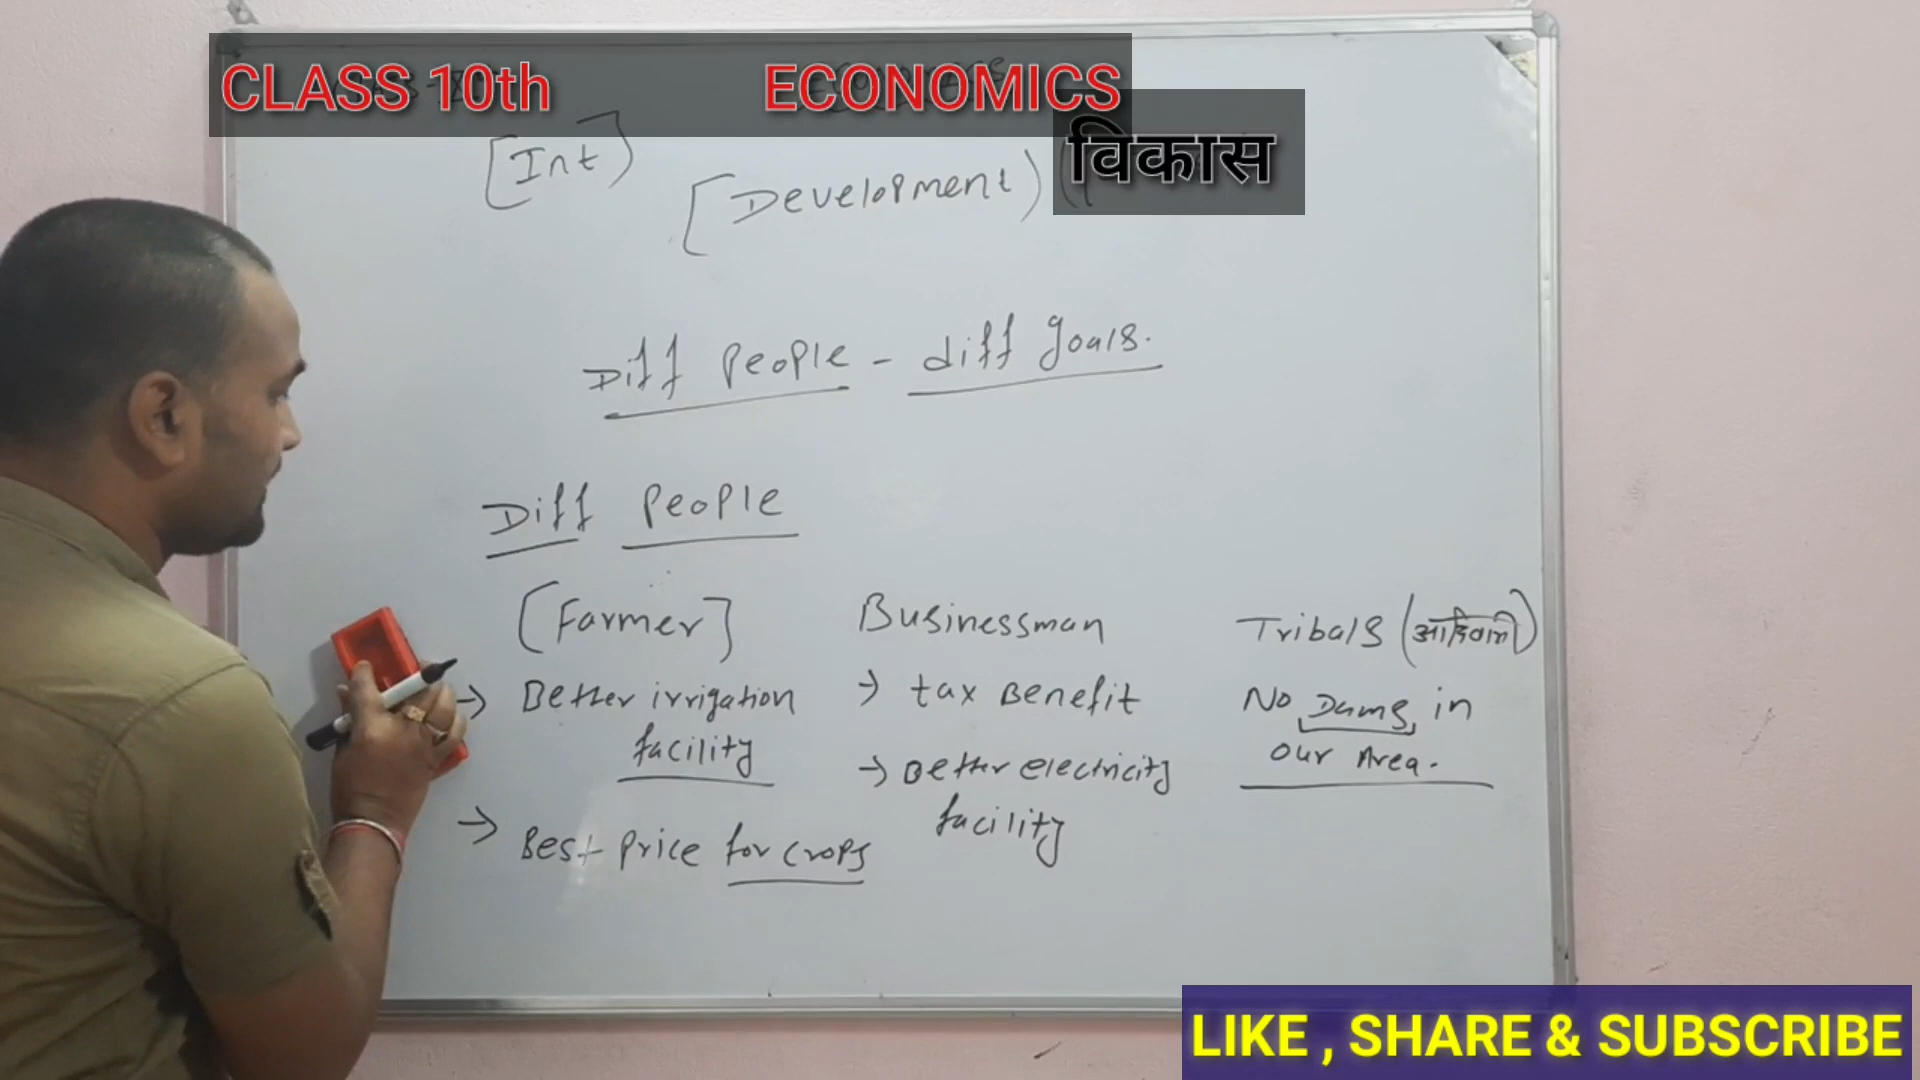 CLASS 10th ECONOMICS
विकास
[Int]
[Development)
Diff People - diff goals.
Diff People
[Farmer]
→ Better irrigation
facility
→ Best Price for crops
Businessman
→ tax Benefit
→ Better electricity
facility
Tribals (आदिवासी)
No Dams in
our Area.
LIKE , SHARE & SUBSCRIBE